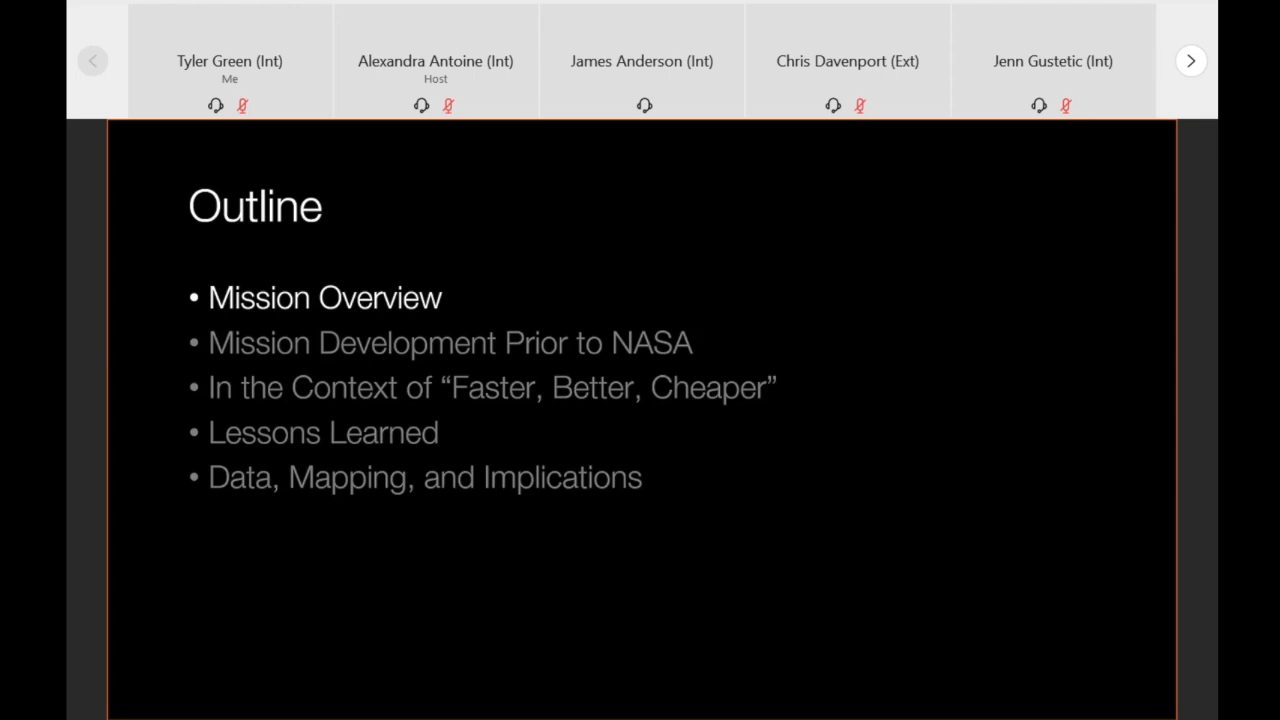 Tyler Green (Int)
Me
Alexandra Antoine (Int)
Host
James Anderson (Int)
Chris Davenport (Ext)
Jenn Gustetic (Int)
Outline
• Mission Overview
• Mission Development Prior to NASA
• In the Context of “Faster, Better, Cheaper”
• Lessons Learned
• Data, Mapping, and Implications